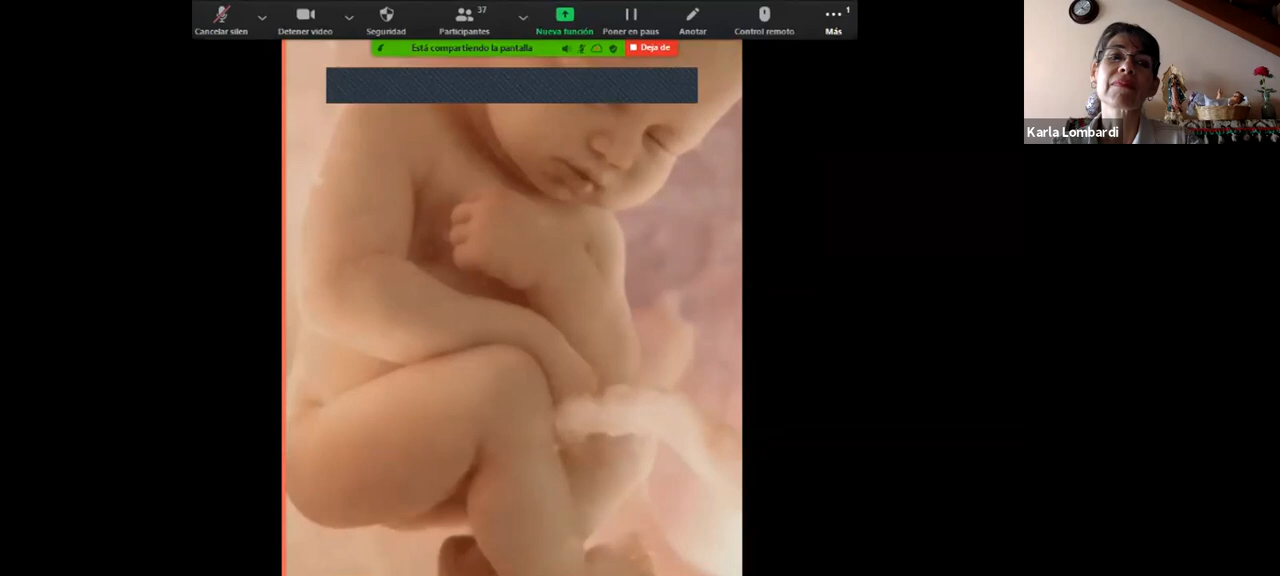 37
1
Cancelar silen
Detener video
Seguridad
Participantes
Nueva función
Poner en paus
Anotar
Control remoto
Más
Está compartiendo la pantalla
Deja de
Karla Lombardi